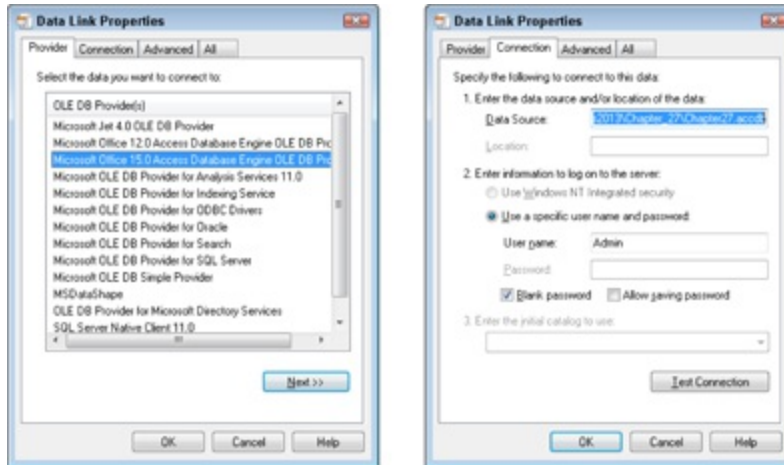 Data Link Properties
Provider Connection Advanced All
Select the data you want to connect to:
OLE DB Provider(s)
Microsoft Jet 4.0 OLE DB Provider
Microsoft Office 12.0 Access Database Engine OLE DB Prc
Microsoft Office 15.0 Access Database Engine OLE DB Prc
Microsoft OLE DB Provider for Analysis Services 11.0
Microsoft OLE DB Provider for Indexing Service
Microsoft OLE DB Provider for ODBC Drivers
Microsoft OLE DB Provider for Oracle
Microsoft OLE DB Provider for Search
Microsoft OLE DB Provider for SQL Server
Microsoft OLE DB Simple Provider
MSDataShape
OLE DB Provider for Microsoft Directory Services
SQL Server Native Client 11.0
Next >>
OK Cancel Help
Data Link Properties
Provider Connection Advanced All
Specify the following to connect to this data:
1. Enter the data source and/or location of the data:
Data Source: 2013\Chapter_27\Chapter27.accdb
Location:
2. Enter information to log on to the server:
Use Windows NT Integrated security
Use a specific user name and password:
User name: Admin
Password:
Blank password Allow saving password
3. Enter the initial catalog to use:
Test Connection
OK Cancel Help